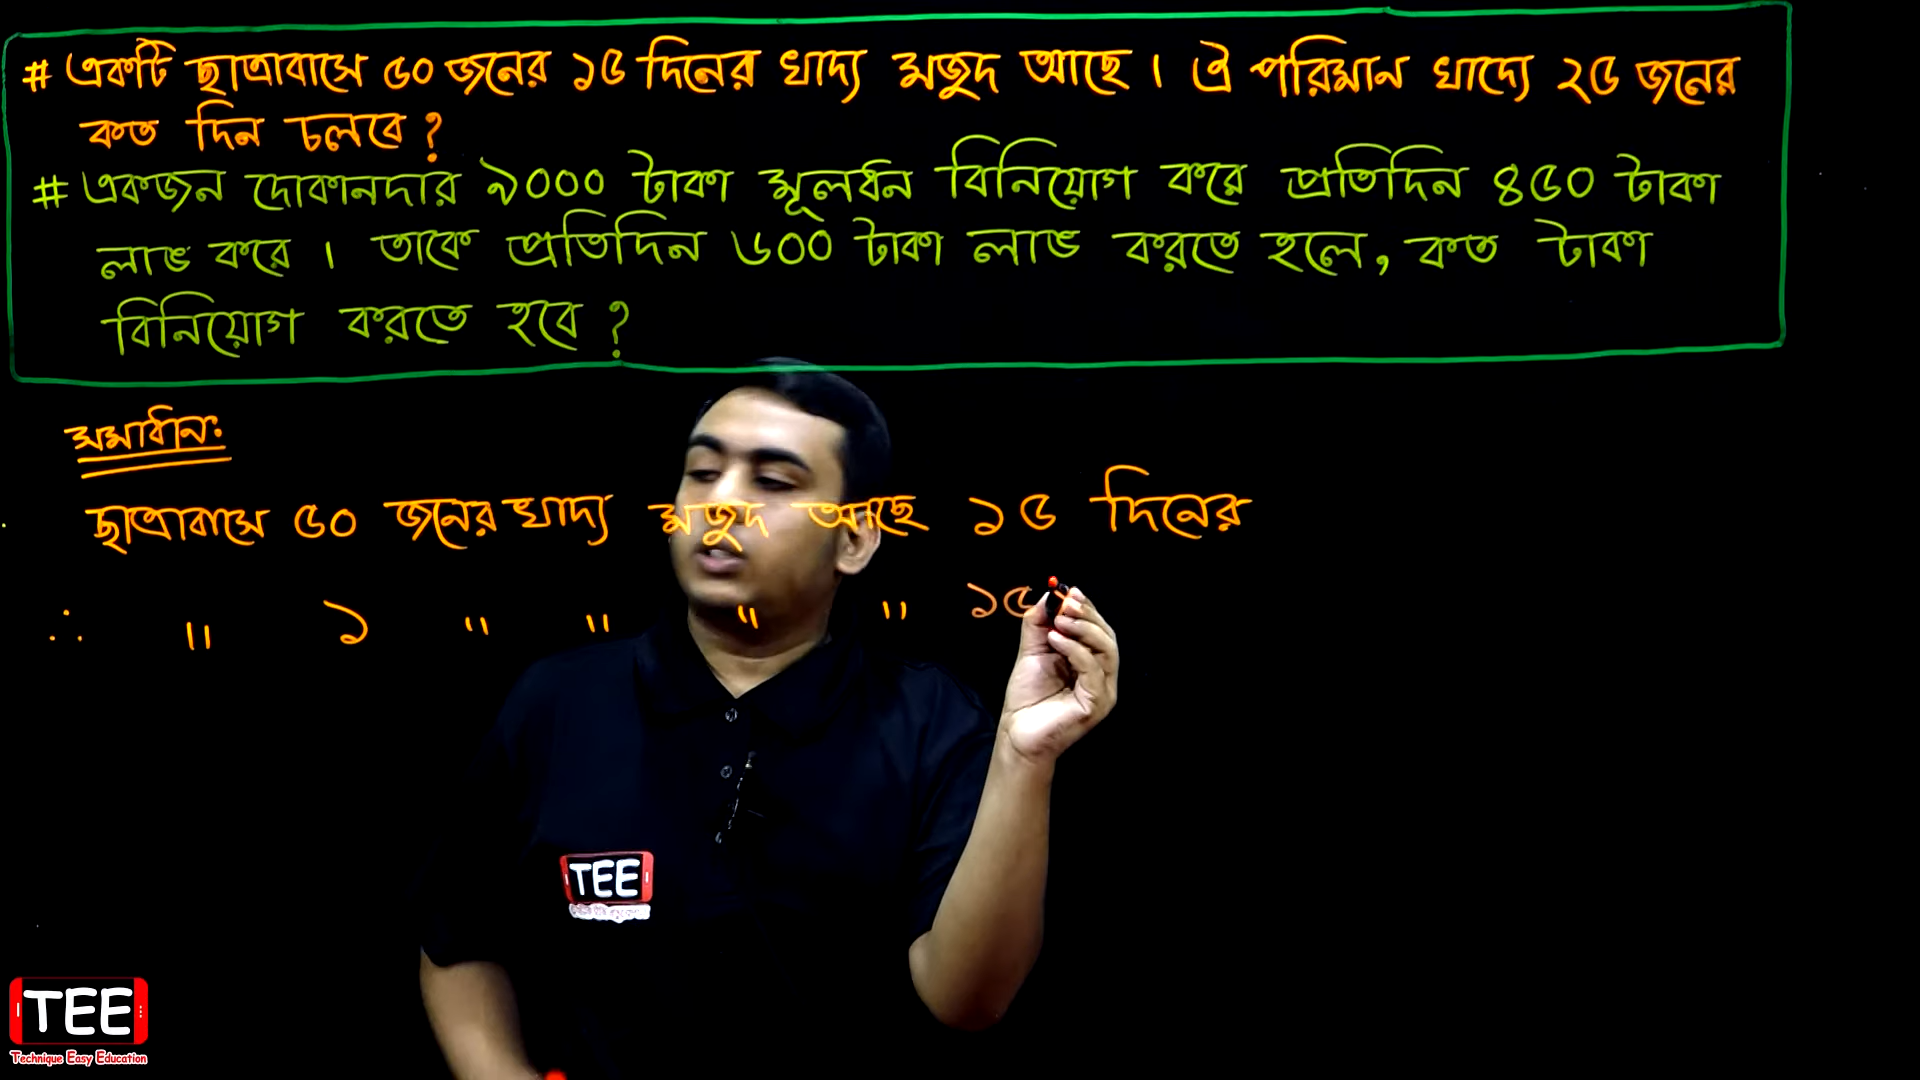 # একটি ছাত্রাবাসে ৫০ জনের ১৫ দিনের খাদ্য মজুদ আছে। ঐ পরিমান খাদ্যে ২৫ জনের
কত দিন চলবে?
# একজন দোকানদার ৯০০০ টাকা মূলধন বিনিয়োগ করে প্রতিদিন ৪৫০ টাকা
লাভ করে। তাকে প্রতিদিন ৬০০ টাকা লাভ করতে হলে, কত টাকা
বিনিয়োগ করতে হবে?
সমাধান:
ছাত্রাবাসে ৫০ জনের খাদ্য মজুদ আছে ১৫ দিনের
∴ " ১ " " " " ১৫
TEE
TEE
Technique Easy Education